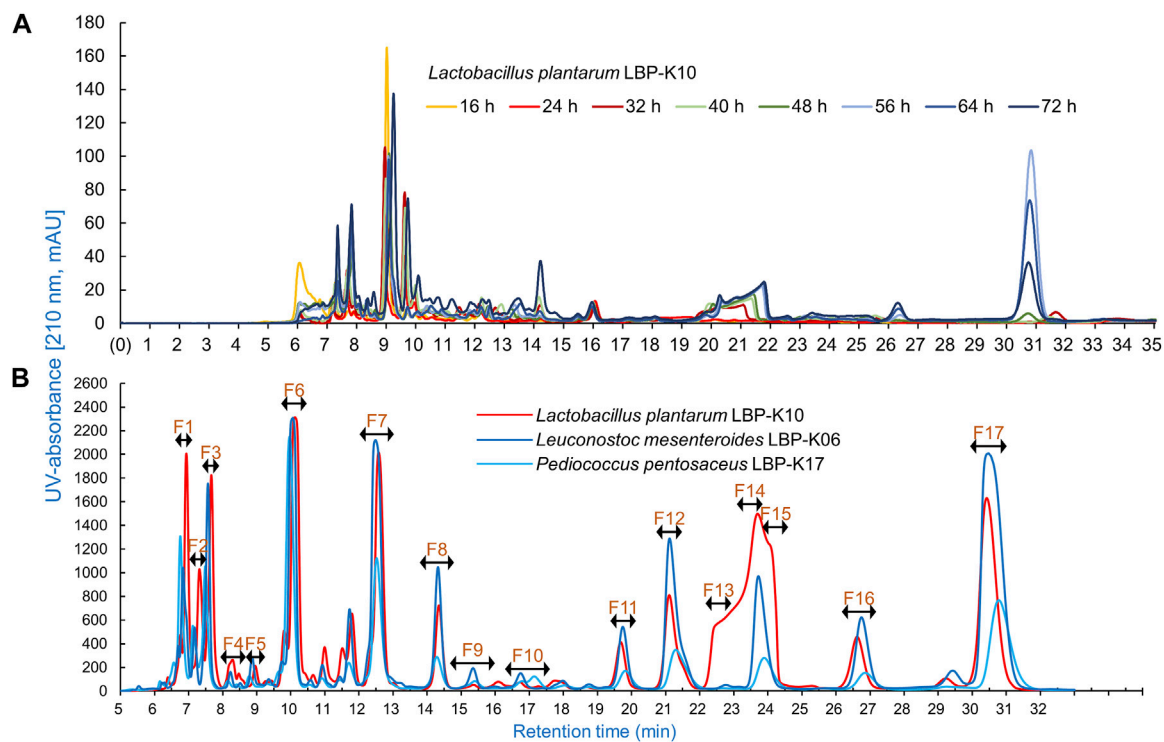 A
UV-absorbance [210 nm, mAU]
180
160
140
120
100
80
60
40
20
0
Lactobacillus plantarum LBP-K10
16 h 24 h 32 h 40 h 48 h 56 h 64 h 72 h
(0) 1 2 3 4 5 6 7 8 9 10 11 12 13 14 15 16 17 18 19 20 21 22 23 24 25 26 27 28 29 30 31 32 33 34 35
B
2600
2400
2200
2000
1800
1600
1400
1200
1000
800
600
400
200
0
F1
F2
F3
F4
F5
F6
F7
F8
F9
F10
F11
F12
F13
F14
F15
F16
F17
Lactobacillus plantarum LBP-K10
Leuconostoc mesenteroides LBP-K06
Pediococcus pentosaceus LBP-K17
5 6 7 8 9 10 11 12 13 14 15 16 17 18 19 20 21 22 23 24 25 26 27 28 29 30 31 32
Retention time (min)